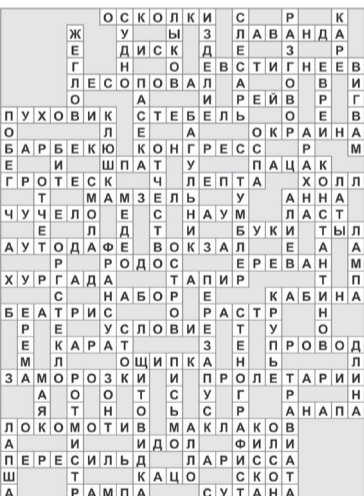 ОСКОЛКИ С Р К
Ж У Ы З ЛАВАНДА
Е ДИСК Д Е З Р
Г Н О ЕВСТИГНЕЕВ
ЛЕСОПОВАЛ А О В Е
О А И РЕЙВ Р Г
ПУХОВИК СТЕБЕЛЬ О Е В
О Л Е А ОКРАИНА
БАРБЕКЮ КОНГРЕСС Р М
Е И ШПАТ У ПАЦАК
ГРОТЕСК Ч ЛЕПТА ХОЛЛ
Т МАМЗЕЛЬ У АННА
ЧУЧЕЛО Е С НАУМ ЛАСТ
Е Л Д Т И БУКИ ТЫЛ
АУТОДАФЕ ВОКЗАЛ Е А А
Р РОДОС ЕРЕВАН М
ХУРГАДА ТАПИР Т П
С НАБОР Е КАБИНА
БЕАТРИС О РАСТР Н О
Р Е УСЛОВИЕ Т У О
Е КАРАТ З Е ПРОВОД
М Л ОЩИПКА Н Ь Л
ЗАМОРОЗКИ И ПРОЛЕТАРИИ
А О О Т С У Г Р Н
Я Т О О Ь С Р АНАПА
ЛОКОМОТИВ МАКЛАКОВ
А И ИДОЛ ФИЛИ
ПЕРЕСИЛЬД ЛАРИССА
Ш Т КАЦО СКОТ
А РАМПА СУТАНА